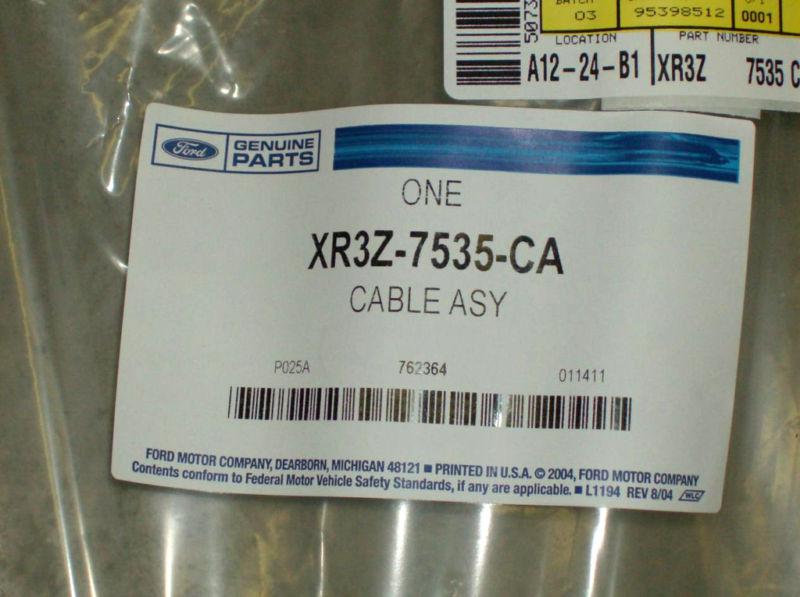 03
95398512
0001
LOCATION
PART NUMBER
A12-24-B1
XR3Z
7535 C
5073
Ford
GENUINE
PARTS
ONE
XR3Z-7535-CA
CABLE ASY
P025A
762364
011411
FORD MOTOR COMPANY, DEARBORN, MICHIGAN 48121 ■ PRINTED IN U.S.A. © 2004, FORD MOTOR COMPANY
Contents conform to Federal Motor Vehicle Safety Standards, if any are applicable. ■ L1194 REV 8/04 WLC